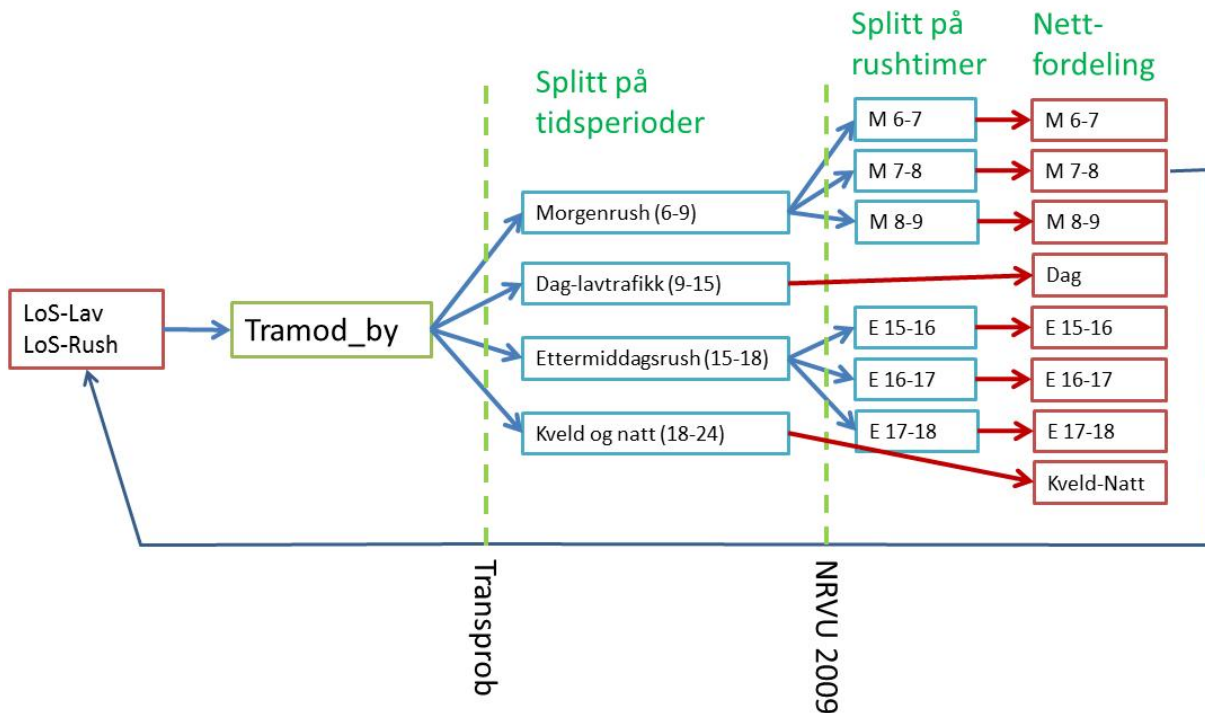 Splitt på
tidsperioder
Splitt på
rushtimer
Nett-
fordeling
LoS-Lav
LoS-Rush
Tramod_by
Morgenrush (6-9)
Dag-lavtrafikk (9-15)
Ettermiddagsrush (15-18)
Kveld og natt (18-24)
M 6-7
M 7-8
M 8-9
E 15-16
E 16-17
E 17-18
M 6-7
M 7-8
M 8-9
Dag
E 15-16
E 16-17
E 17-18
Kveld-Natt
Transprob
NRVU 2009